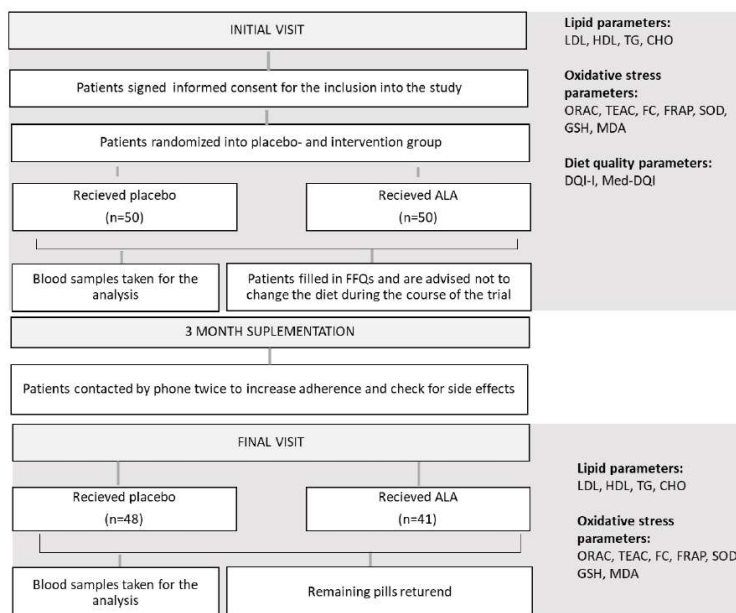 INITIAL VISIT
Patients signed informed consent for the inclusion into the study
Patients randomized into placebo- and intervention group
Recieved placebo
(n=50)
Recieved ALA
(n=50)
Blood samples taken for the
analysis
Patients filled in FFQs and are advised not to
change the diet during the course of the trial
Lipid parameters:
LDL, HDL, TG, CHO
Oxidative stress
parameters:
ORAC, TEAC, FC, FRAP, SOD,
GSH, MDA
Diet quality parameters:
DQI-I, Med-DQI
3 MONTH SUPLEMENTATION
Patients contacted by phone twice to increase adherence and check for side effects
FINAL VISIT
Recieved placebo
(n=48)
Recieved ALA
(n=41)
Blood samples taken for the
analysis
Remaining pills returend
Lipid parameters:
LDL, HDL, TG, CHO
Oxidative stress
parameters:
ORAC, TEAC, FC, FRAP, SOD
GSH, MDA